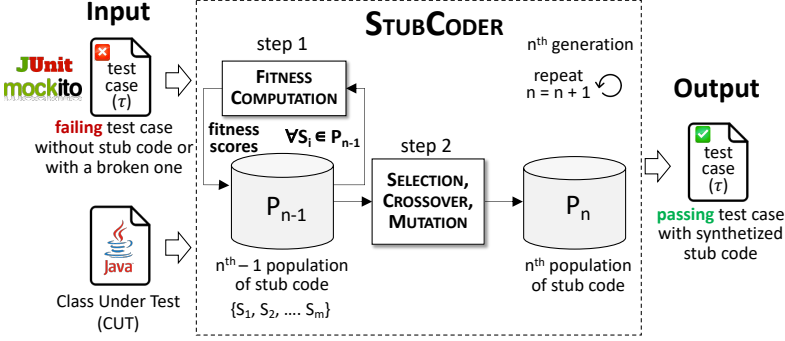 Input
JUnit
mockito
test
case
(τ)
failing test case
without stub code or
with a broken one
Java
Class Under Test
(CUT)
STUBCODER
step 1
FITNESS
COMPUTATION
fitness
scores
∀Si ∈ Pn-1
nth generation
repeat
n = n + 1
step 2
SELECTION,
CROSSOVER,
MUTATION
Pn-1
nth – 1 population
of stub code
{S1, S2, .... Sm}
Pn
nth population
of stub code
Output
test
case
(τ)
passing test case
with synthetized
stub code